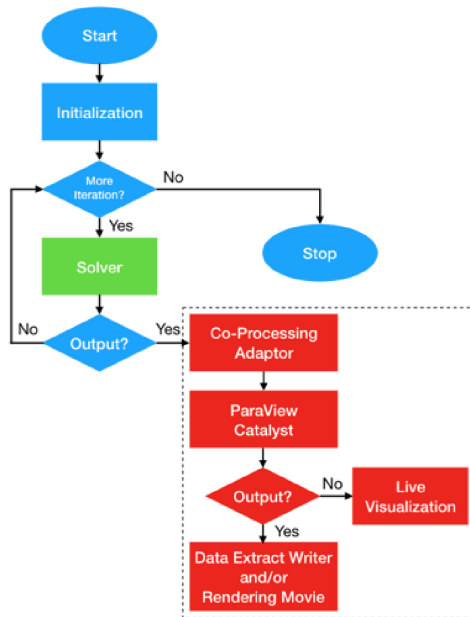 Start
Initialization
More
Iteration?
No
Yes
Stop
Solver
No
Output?
Yes
Co-Processing
Adaptor
ParaView
Catalyst
Output?
No
Live
Visualization
Yes
Data Extract Writer
and/or
Rendering Movie